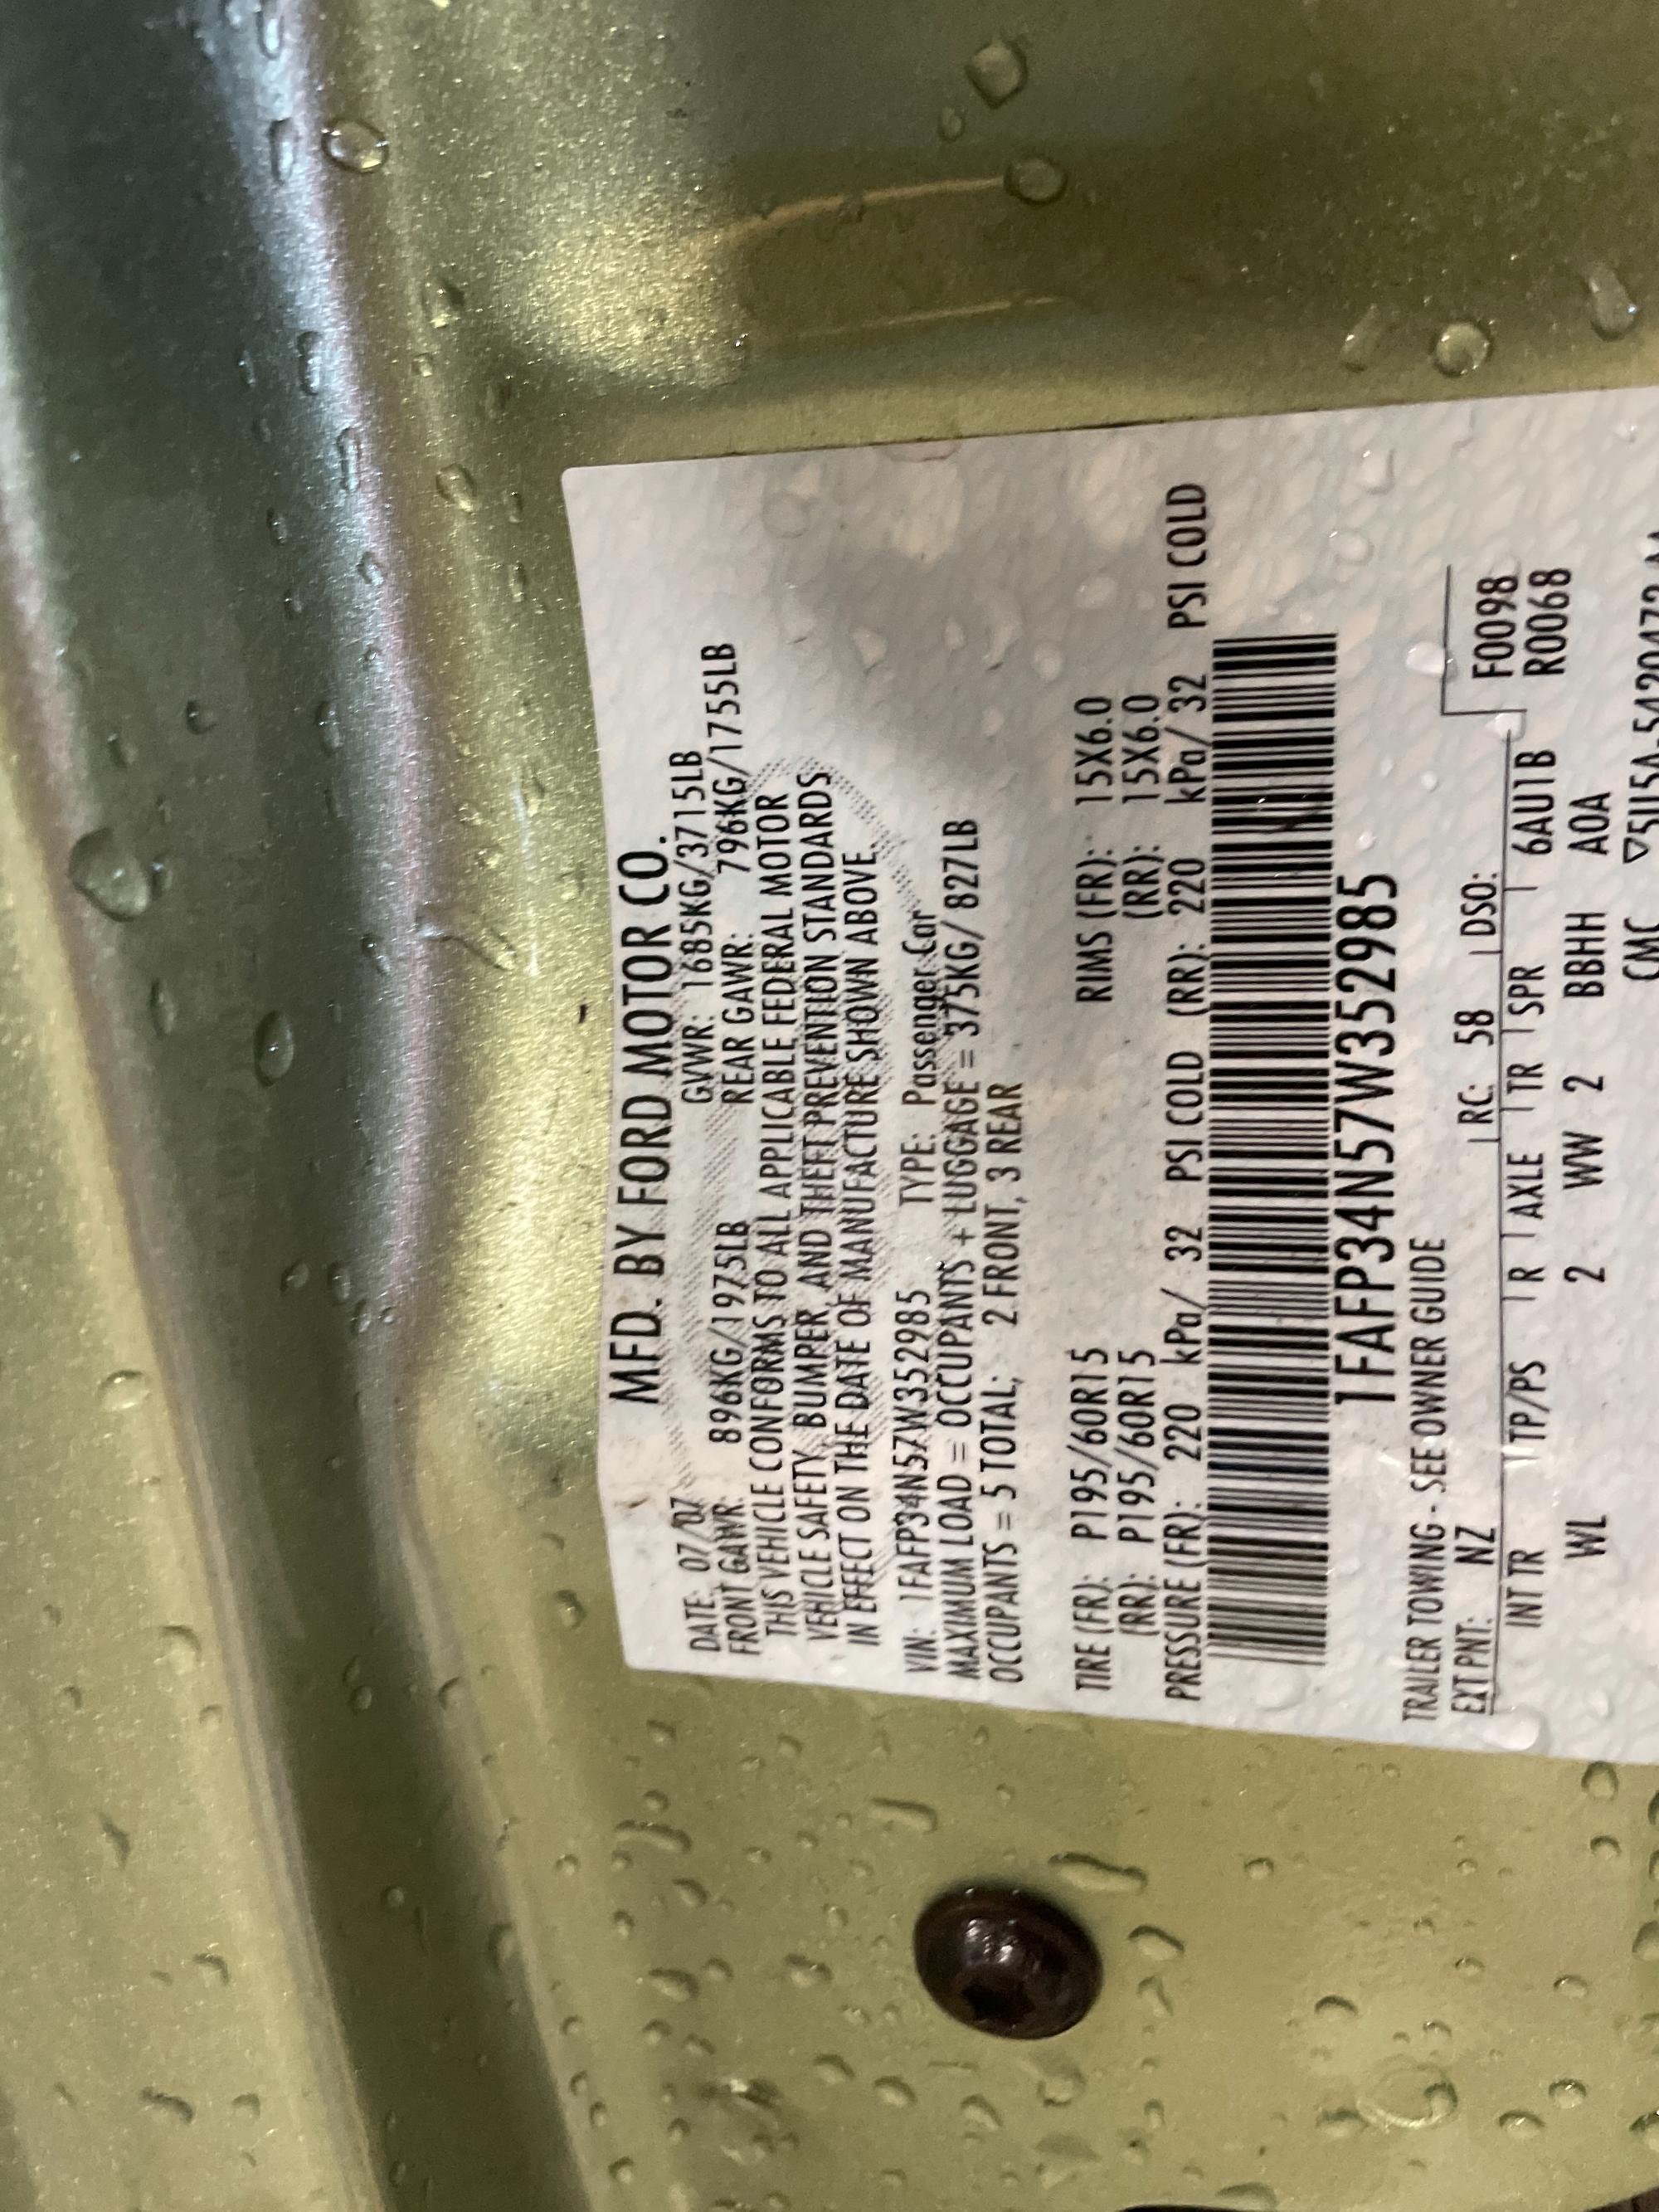 MFD. BY FORD MOTOR CO.
DATE: 07/07 GVWR: 1685KG/3715LB
FRONT GAWR: 896KG/1975LB REAR GAWR: 796KG/1755LB
THIS VEHICLE CONFORMS TO ALL APPLICABLE FEDERAL MOTOR
VEHICLE SAFETY, BUMPER, AND THEFT PREVENTION STANDARDS
IN EFFECT ON THE DATE OF MANUFACTURE SHOWN ABOVE.
VIN: 1FAFP34N57W352985 TYPE: Passenger Car
MAXIMUM LOAD = OCCUPANTS + LUGGAGE = 375KG/ 827LB
OCCUPANTS = 5 TOTAL; 2 FRONT, 3 REAR
TIRE (FR): P195/60R15 RIMS (FR): 15X6.0
(RR): P195/60R15 (RR): 15X6.0
PRESSURE (FR): 220 kPa/ 32 PSI COLD (RR): 220 kPa/ 32 PSI COLD
1FAFP34N57W352985
TRAILER TOWING - SEE OWNER GUIDE
EXT PNT: NZ RC: 58 DSO: F0098
INT TR TP/PS R AXLE TR SPR 6AU1B R0068
WL 2 WW 2 BBHH AOA
CMC